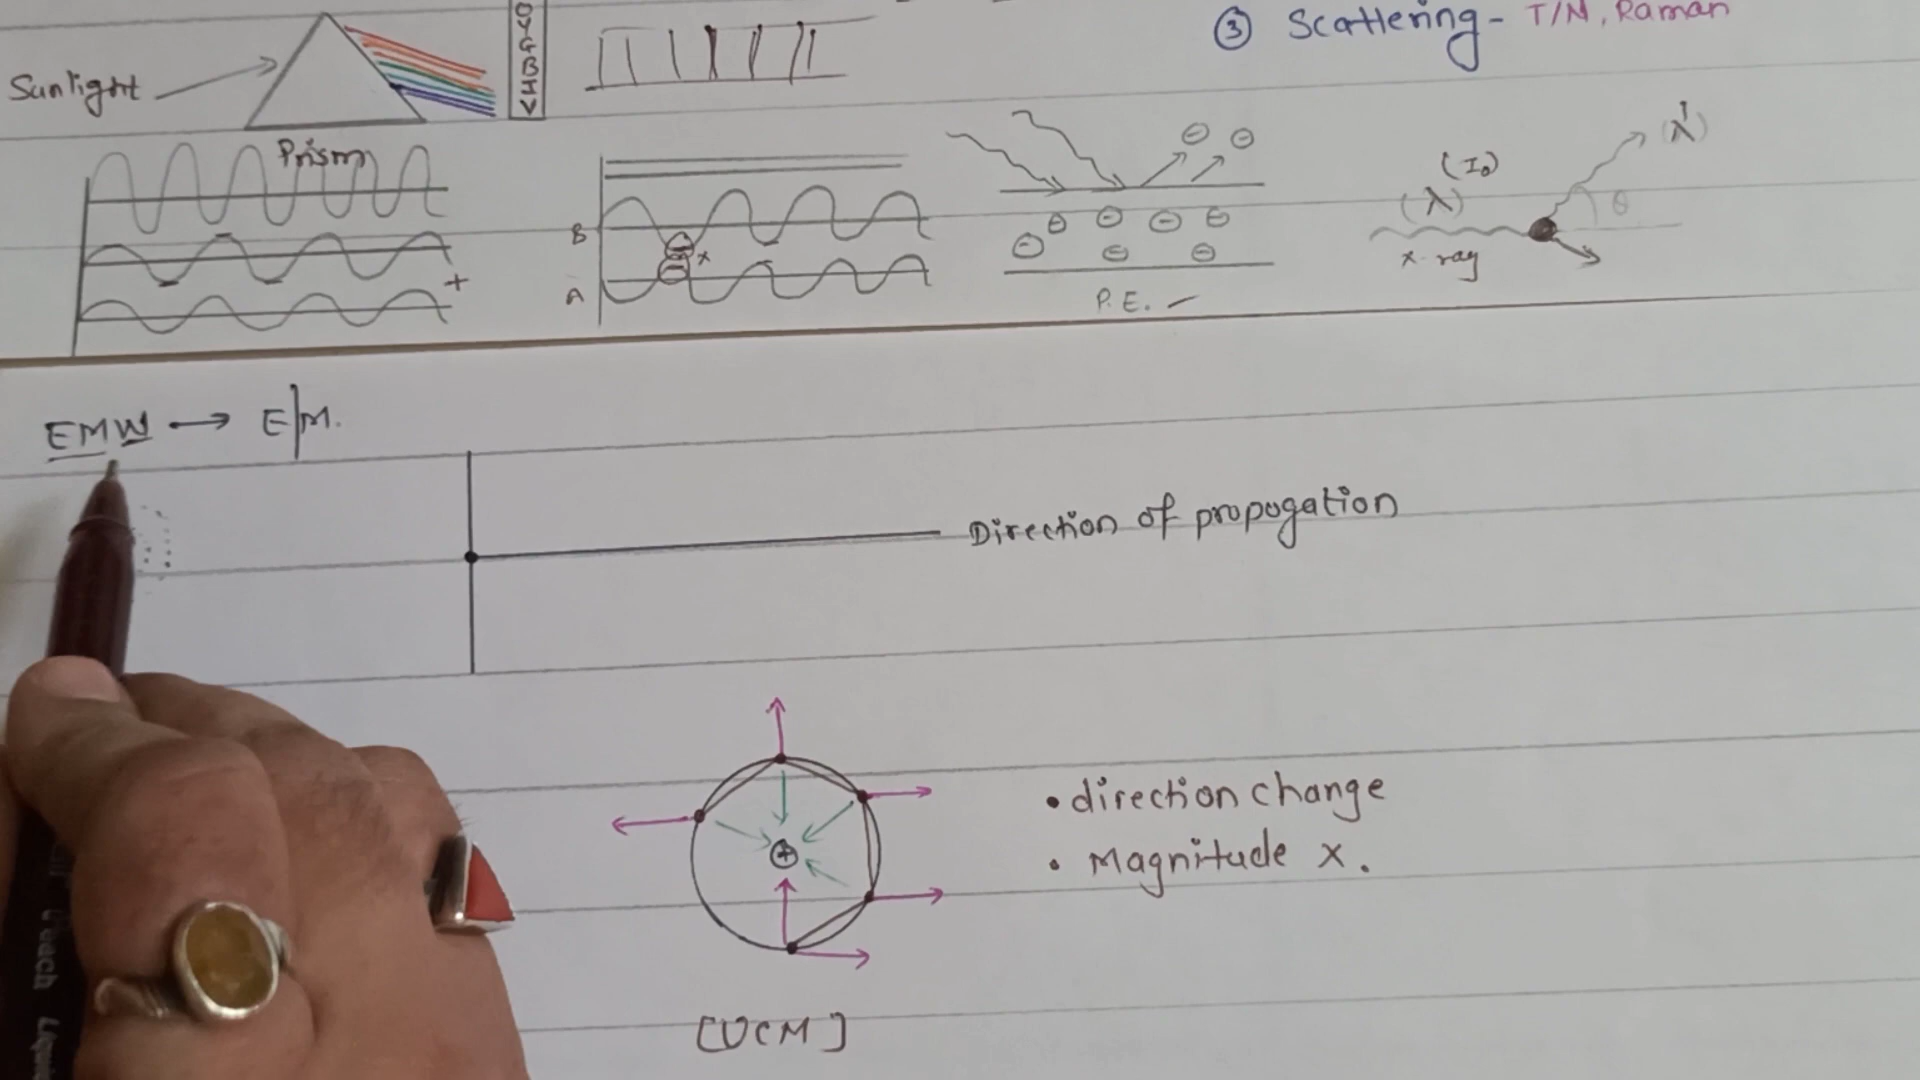 ③ Scattering - T/N, Raman
Sunlight
O Y G B I V
Prism
+
B
A
x
P.E.
(I₀)
(λ)
(λ')
θ
x-ray
EMW → E/M.
Direction of propogation
• direction change
• Magnitude x.
+
[UCM]